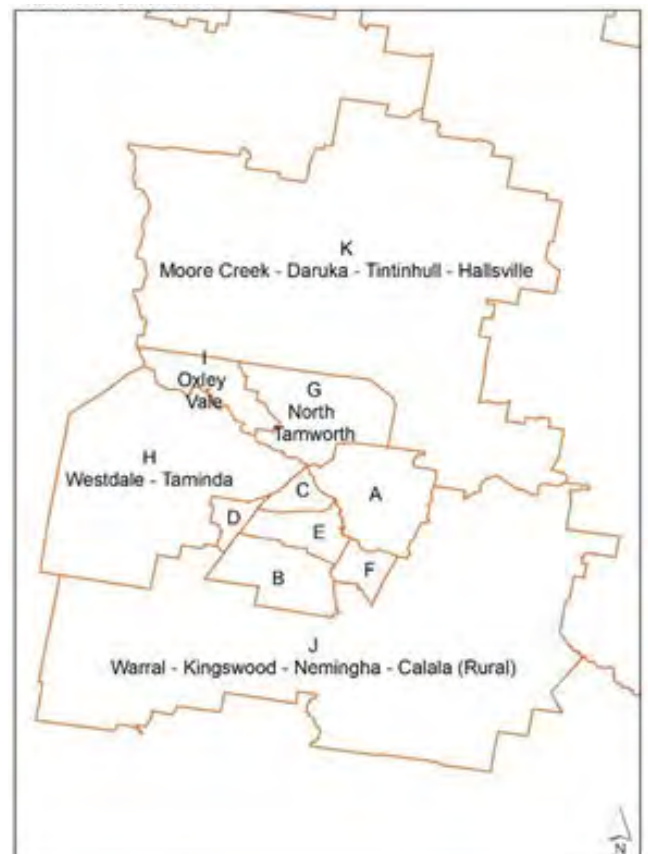 K
Moore Creek - Daruka - Tintinhull - Hallsville
I
Oxley
Vale
G
North
Tamworth
H
Westdale - Taminda
C
A
D
E
F
B
J
Warral - Kingswood - Nemingha - Calala (Rural)
N